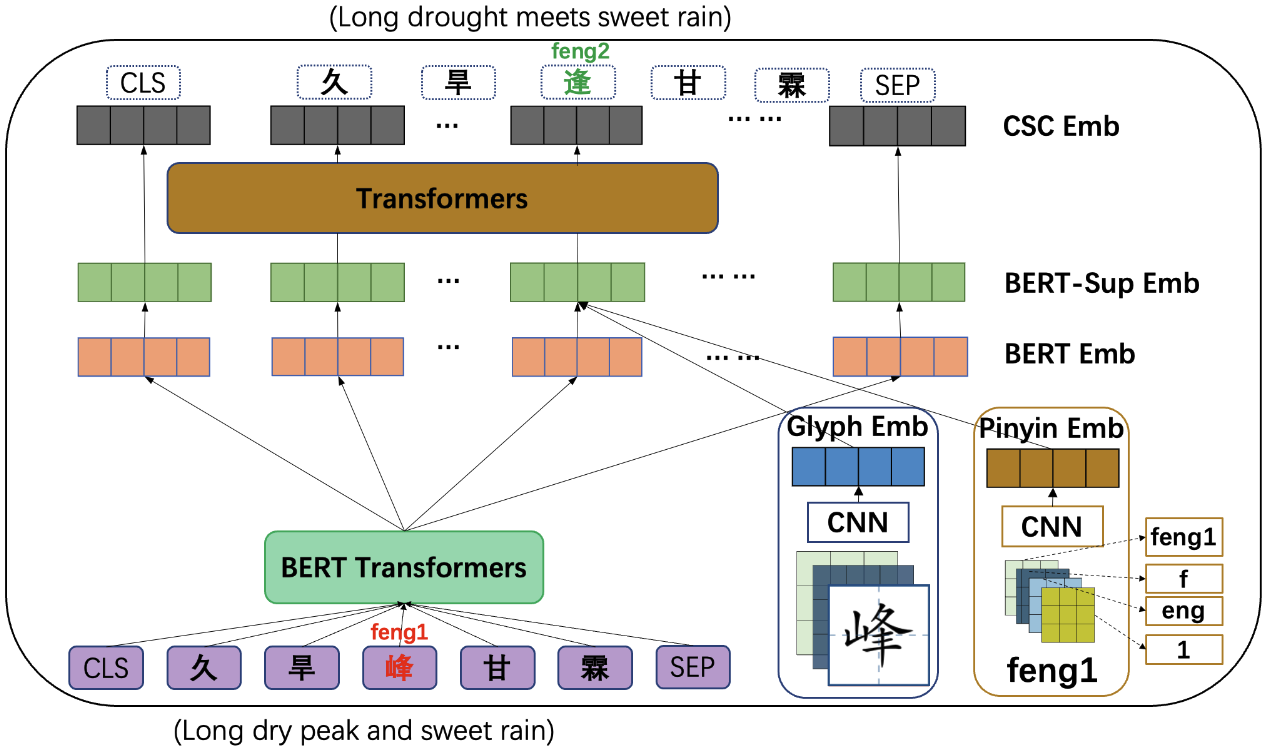 (Long drought meets sweet rain)
feng2
CLS 久 旱 逢 甘 霖 SEP
... ... ...
CSC Emb
Transformers
... ... ...
BERT-Sup Emb
... ... ...
BERT Emb
Glyph Emb
Pinyin Emb
CNN
CNN
feng1
f
eng
1
峰
feng1
BERT Transformers
feng1
CLS 久 旱 峰 甘 霖 SEP
(Long dry peak and sweet rain)